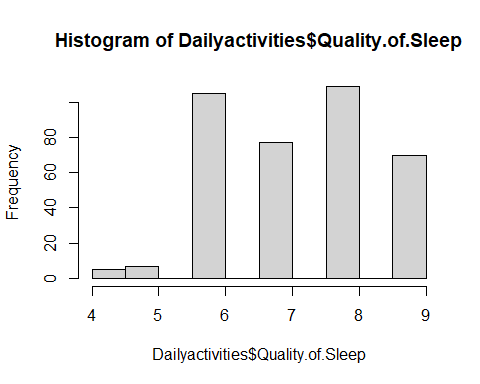 Histogram of Dailyactivities$Quality.of.Sleep
Frequency
0 20 40 60 80
4 5 6 7 8 9
Dailyactivities$Quality.of.Sleep